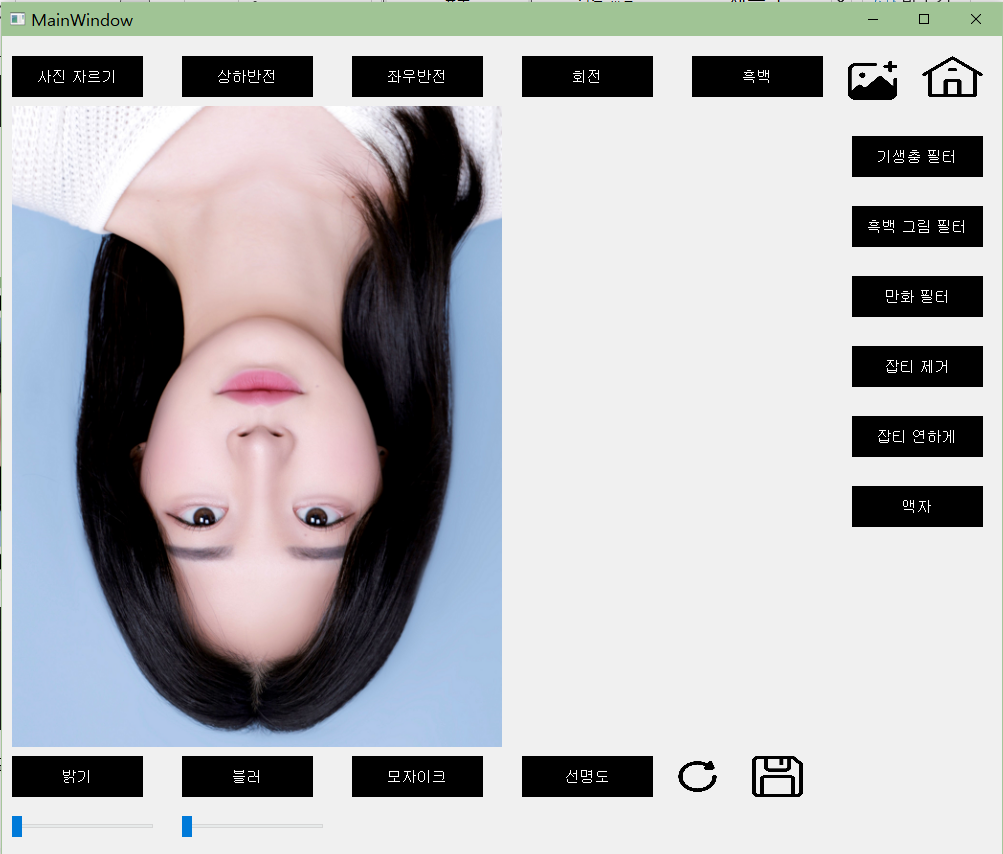 MainWindow
사진 자르기
상하반전
좌우반전
회전
흑백
기생충 필터
흑백 그림 필터
만화 필터
잡티 제거
잡티 연하게
액자
밝기
블러
모자이크
선명도